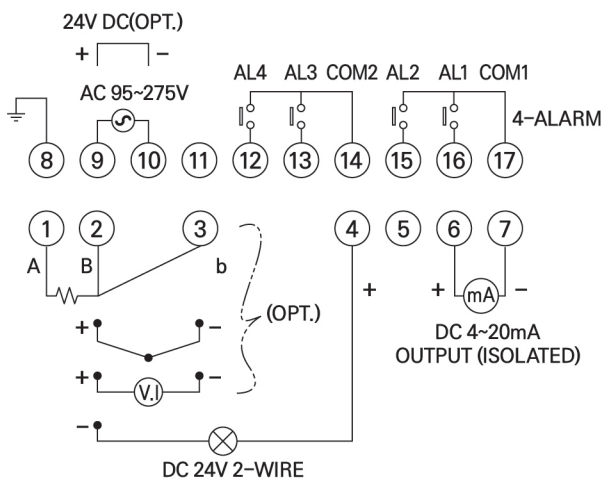 24V DC(OPT.)
+ −
AC 95~275V
AL4 AL3 COM2 AL2 AL1 COM1
4-ALARM
8 9 10 11 12 13 14 15 16 17
1 2 3 4 5 6 7
A B b
+
+ mA −
(OPT.)
DC 4~20mA
OUTPUT (ISOLATED)
+ −
+ V.I −
−
DC 24V 2-WIRE